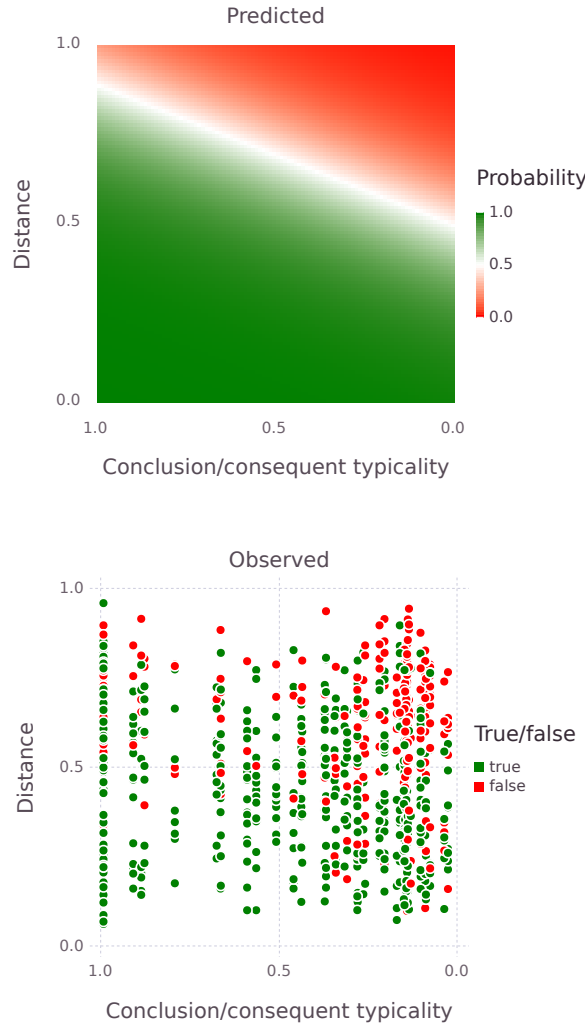 Predicted
1.0
0.5
0.0
Distance
1.0 0.5 0.0
Conclusion/consequent typicality
Probability
1.0
0.5
0.0
Observed
1.0
0.5
0.0
Distance
1.0 0.5 0.0
Conclusion/consequent typicality
True/false
true
false